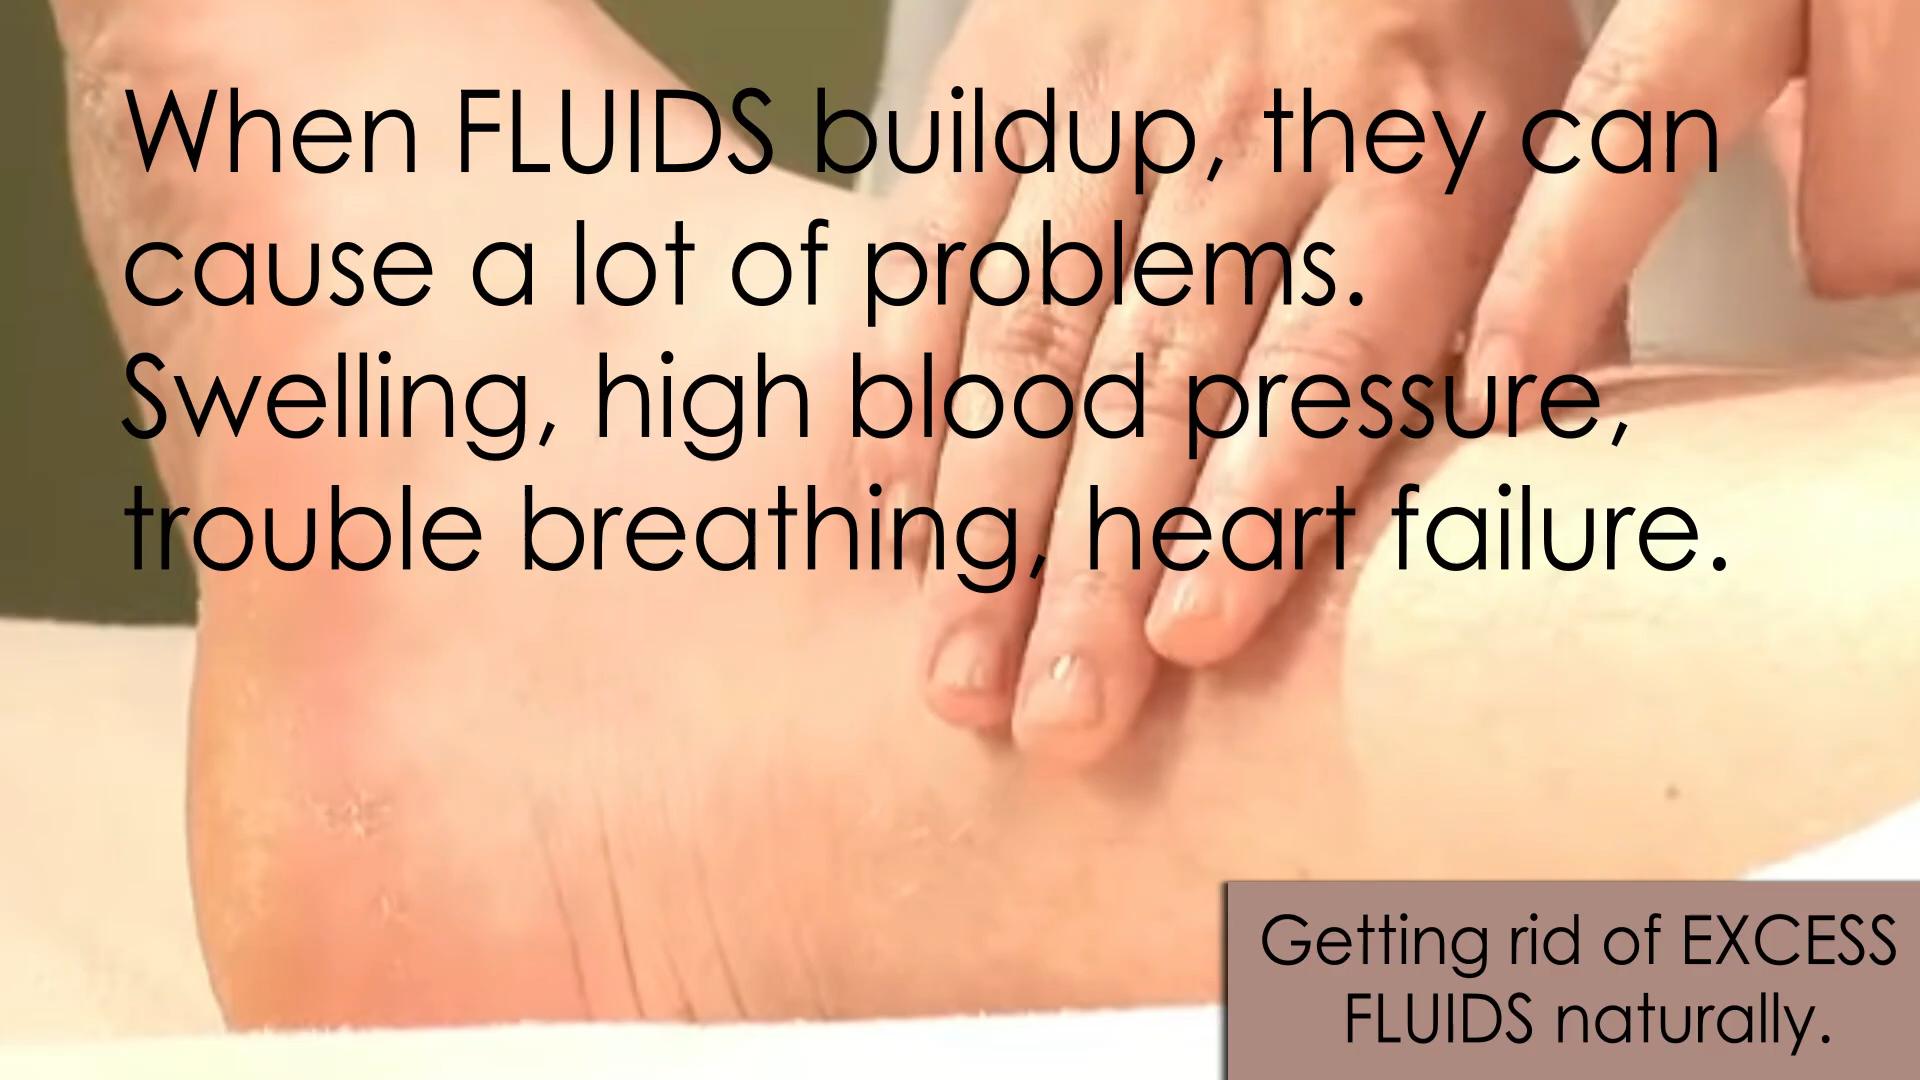 When FLUIDS buildup, they can
cause a lot of problems.
Swelling, high blood pressure,
trouble breathing, heart failure.
Getting rid of EXCESS
FLUIDS naturally.